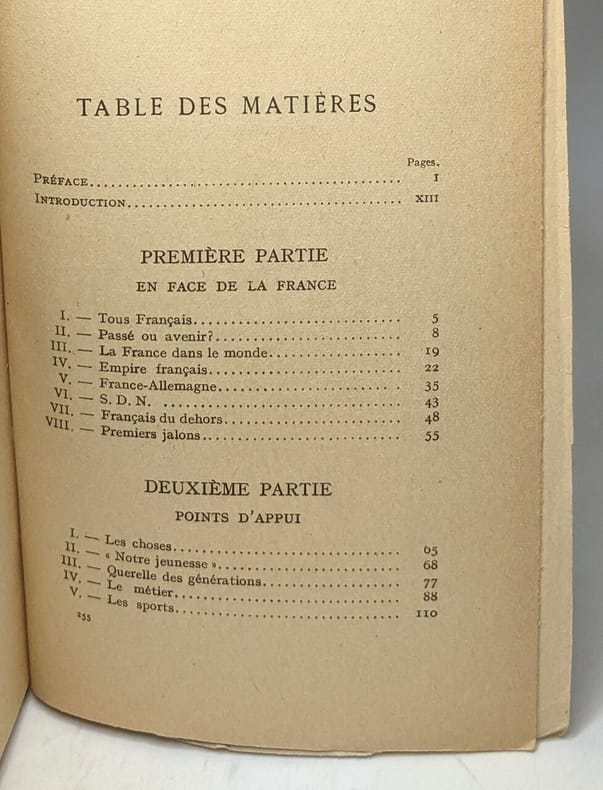 TABLE DES MATIÈRES
Pages.
PRÉFACE........................................ I
INTRODUCTION.................................... XIII
PREMIÈRE PARTIE
EN FACE DE LA FRANCE
I. — Tous Français............................ 5
II. — Passé ou avenir?......................... 8
III. — La France dans le monde.................. 19
IV. — Empire français.......................... 22
V. — France-Allemagne......................... 35
VI. — S. D. N. ............................... 43
VII. — Français du dehors....................... 48
VIII. — Premiers jalons.......................... 55
DEUXIÈME PARTIE
POINTS D'APPUI
I. — Les choses............................... 65
II. — « Notre jeunesse »....................... 68
III. — Querelle des générations................. 77
IV. — Le métier................................ 88
V. — Les sports............................... 110
255